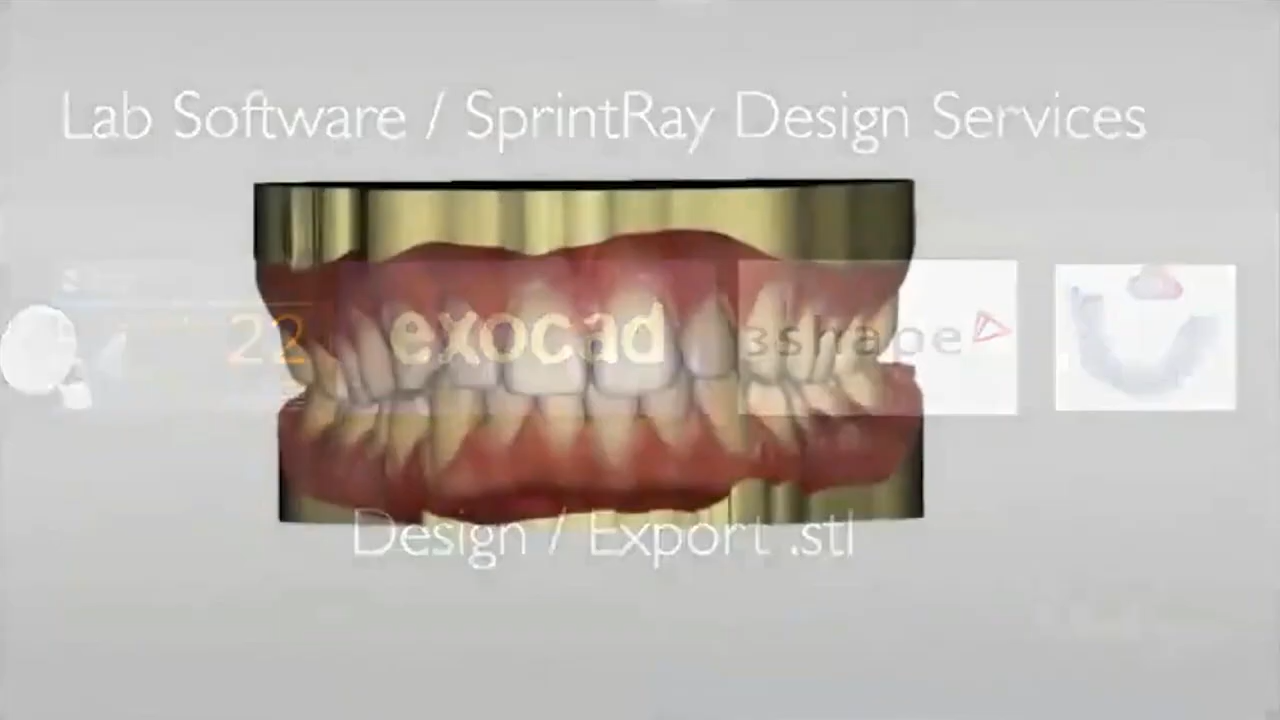 Lab Software / SprintRay Design Services
22 exocad 3shape
Design / Export .stl